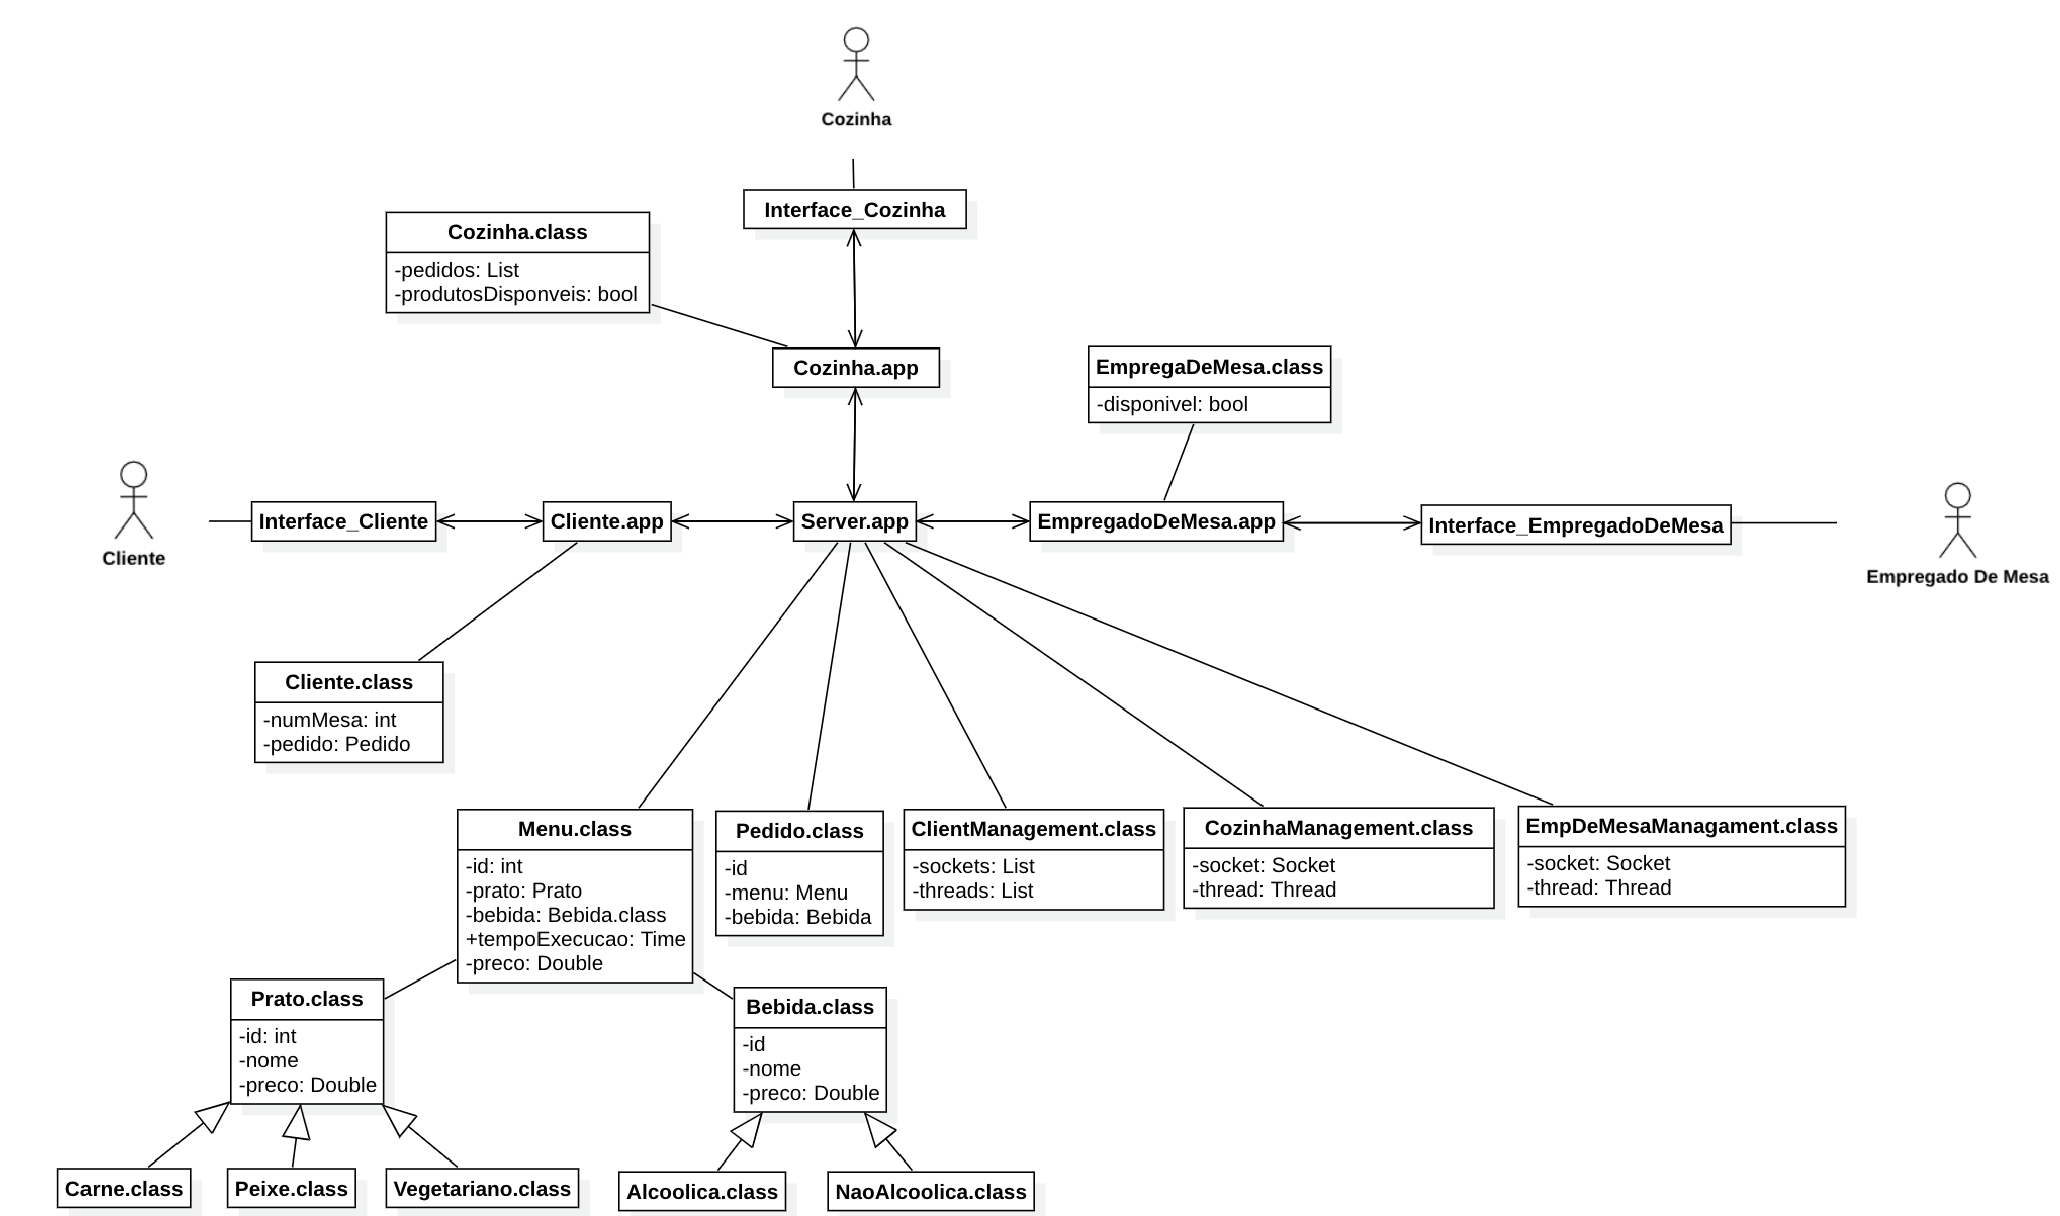 Cozinha
Interface_Cozinha
Cozinha.class
-pedidos: List
-produtosDisponveis: bool
Cozinha.app
EmpregaDeMesa.class
-disponivel: bool
Cliente
Interface_Cliente
Cliente.app
Server.app
EmpregadoDeMesa.app
Interface_EmpregadoDeMesa
Empregado De Mesa
Cliente.class
-numMesa: int
-pedido: Pedido
Menu.class
-id: int
-prato: Prato
-bebida: Bebida.class
+tempoExecucao: Time
-preco: Double
Pedido.class
-id
-menu: Menu
-bebida: Bebida
ClientManagement.class
-sockets: List
-threads: List
CozinhaManagement.class
-socket: Socket
-thread: Thread
EmpDeMesaManagament.class
-socket: Socket
-thread: Thread
Prato.class
-id: int
-nome
-preco: Double
Bebida.class
-id
-nome
-preco: Double
Carne.class
Peixe.class
Vegetariano.class
Alcoolica.class
NaoAlcoolica.class